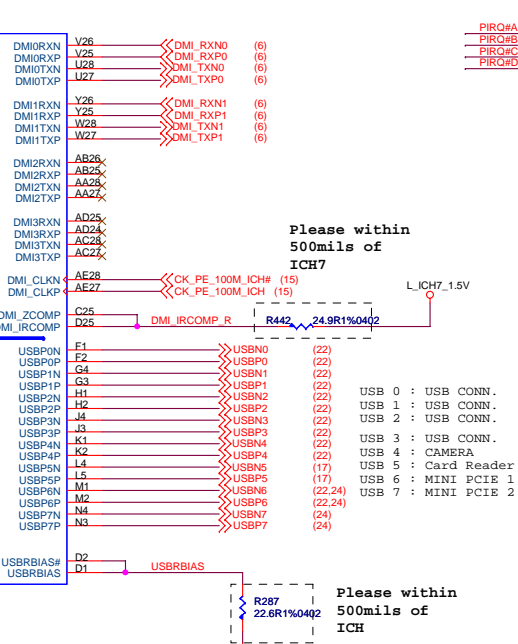 PIRQ#A
PIRQ#B
PIRQ#C
PIRQ#D
DMI0RXN V26 DMI_RXN0 (6)
DMI0RXP V25 DMI_RXP0 (6)
DMI0TXN U28 DMI_TXN0 (6)
DMI0TXP U27 DMI_TXP0 (6)
DMI1RXN Y26 DMI_RXN1 (6)
DMI1RXP Y25 DMI_RXP1 (6)
DMI1TXN W28 DMI_TXN1 (6)
DMI1TXP W27 DMI_TXP1 (6)
DMI2RXN AB26
DMI2RXP AB25
DMI2TXN AA28
DMI2TXP AA27
DMI3RXN AD25
DMI3RXP AD24
DMI3TXN AC28
DMI3TXP AC27
Please within
500mils of
ICH7
DMI_CLKN AE28 CK_PE_100M_ICH# (15)
DMI_CLKP AE27 CK_PE_100M_ICH (15)
L_ICH7_1.5V
DMI_ZCOMP C25
DMI_IRCOMP D25 DMI_IRCOMP_R R442 24.9R1%0402
USBP0N F1 USBN0 (22)
USBP0P F2 USBP0 (22)
USBP1N G4 USBN1 (22)
USBP1P G3 USBP1 (22)
USBP2N H1 USBN2 (22)
USBP2P H2 USBP2 (22)
USBP3N J4 USBN3 (22)
USBP3P J3 USBP3 (22)
USBP4N K1 USBN4 (22)
USBP4P K2 USBP4 (22)
USBP5N L4 USBN5 (17)
USBP5P L5 USBP5 (17)
USBP6N M1 USBN6 (22,24)
USBP6P M2 USBP6 (22,24)
USBP7N N4 USBN7 (24)
USBP7P N3 USBP7 (24)
USB 0 : USB CONN.
USB 1 : USB CONN.
USB 2 : USB CONN.
USB 3 : USB CONN.
USB 4 : CAMERA
USB 5 : Card Reader
USB 6 : MINI PCIE 1
USB 7 : MINI PCIE 2
USBRBIAS# D2
USBRBIAS D1 USBRBIAS
R287
22.6R1%0402
Please within
500mils of
ICH